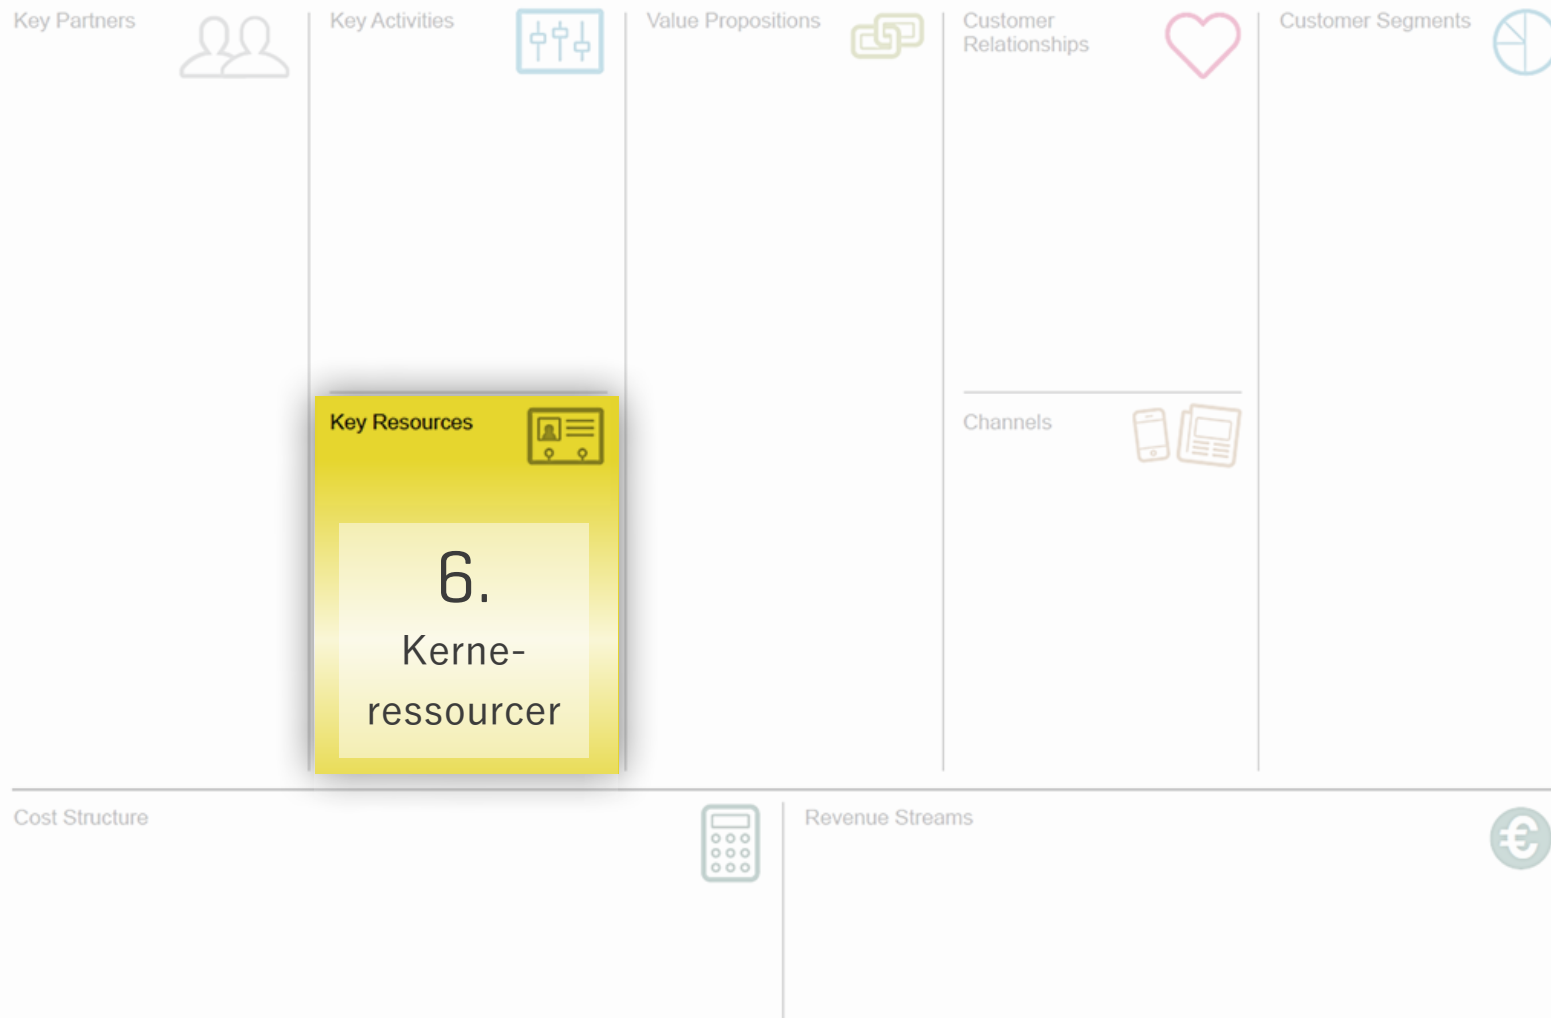 Key Partners
Key Activities
Value Propositions
Customer
Relationships
Customer Segments
Key Resources
6.
Kerne-
ressourcer
Channels
Cost Structure
Revenue Streams
€